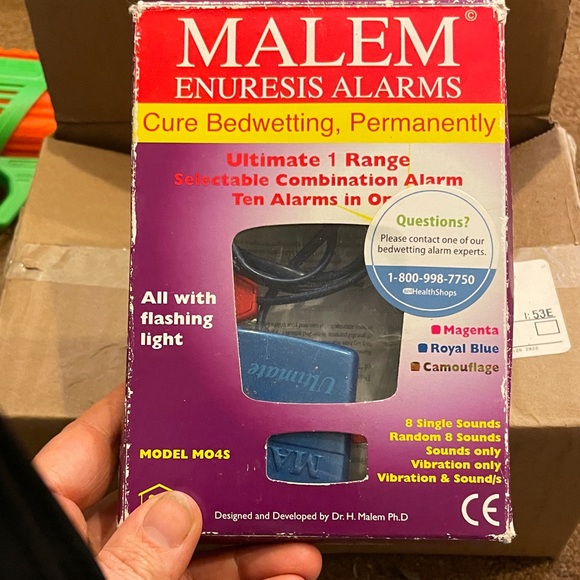 MALEM ©
ENURESIS ALARMS
Cure Bedwetting, Permanently
Ultimate 1 Range
Selectable Combination Alarm
Ten Alarms in
Questions?
Please contact one of our
bedwetting alarm experts.
1-800-998-7750
HealthShops
All with
flashing
light
Ultimate
MA
Magenta
Royal Blue
Camouflage
8 Single Sounds
Random 8 Sounds
Sounds only
Vibration only
Vibration & Sound/s
MODEL MO4S
Designed and Developed by Dr. H. Malem Ph.D
CE
:53E